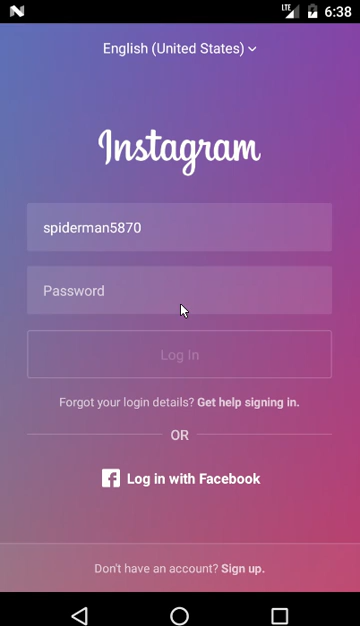 LTE 6:38
English (United States)
Instagram
spiderman5870
Password
Log In
Forgot your login details? Get help signing in.
OR
f Log in with Facebook
Don't have an account? Sign up.